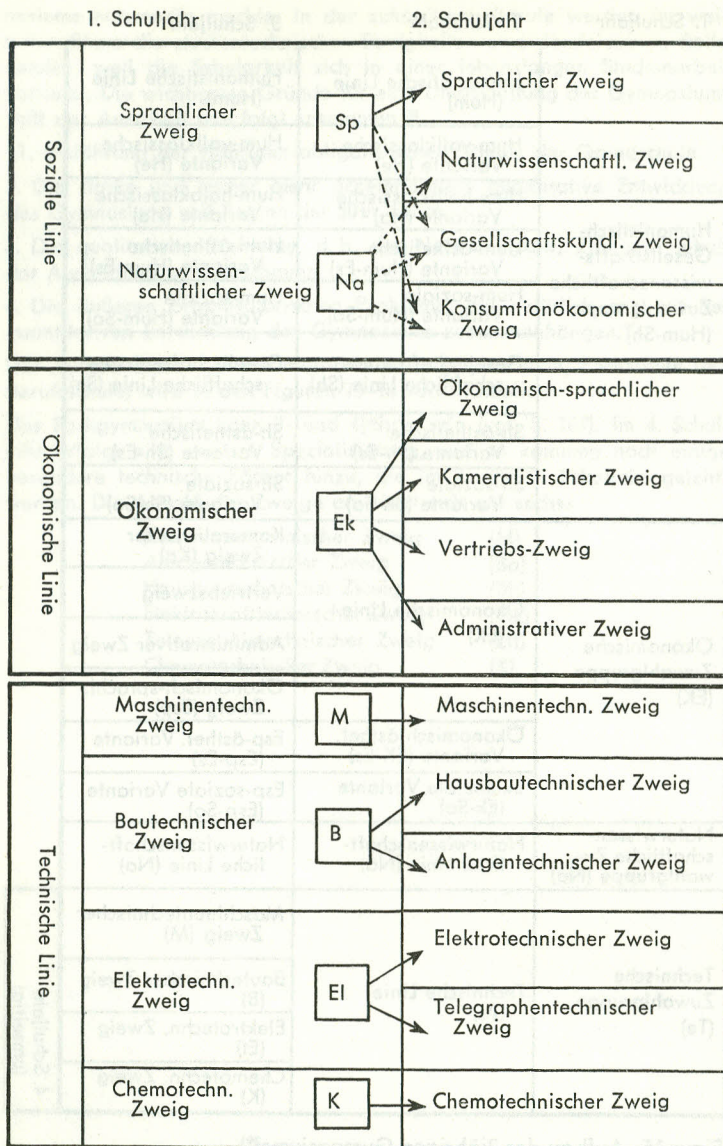 1. Schuljahr
2. Schuljahr
Soziale Linie
Sprachlicher
Zweig
Sp
Sprachlicher Zweig
Naturwissenschaftl. Zweig
Gesellschaftskundl. Zweig
Naturwissen-
schaftlicher Zweig
Na
Konsumtionökonomischer
Zweig
Ökonomische Linie
Ökonomischer
Zweig
Ek
Ökonomisch-sprachlicher
Zweig
Kameralistischer Zweig
Vertriebs-Zweig
Administrativer Zweig
Technische Linie
Maschinentechn.
Zweig
M
Maschinentechn. Zweig
Bautechnischer
Zweig
B
Hausbautechnischer Zweig
Anlagentechnischer Zweig
Elektrotechn.
Zweig
El
Elektrotechnischer Zweig
Telegraphentechnischer
Zweig
Chemotechn.
Zweig
K
Chemotechnischer Zweig